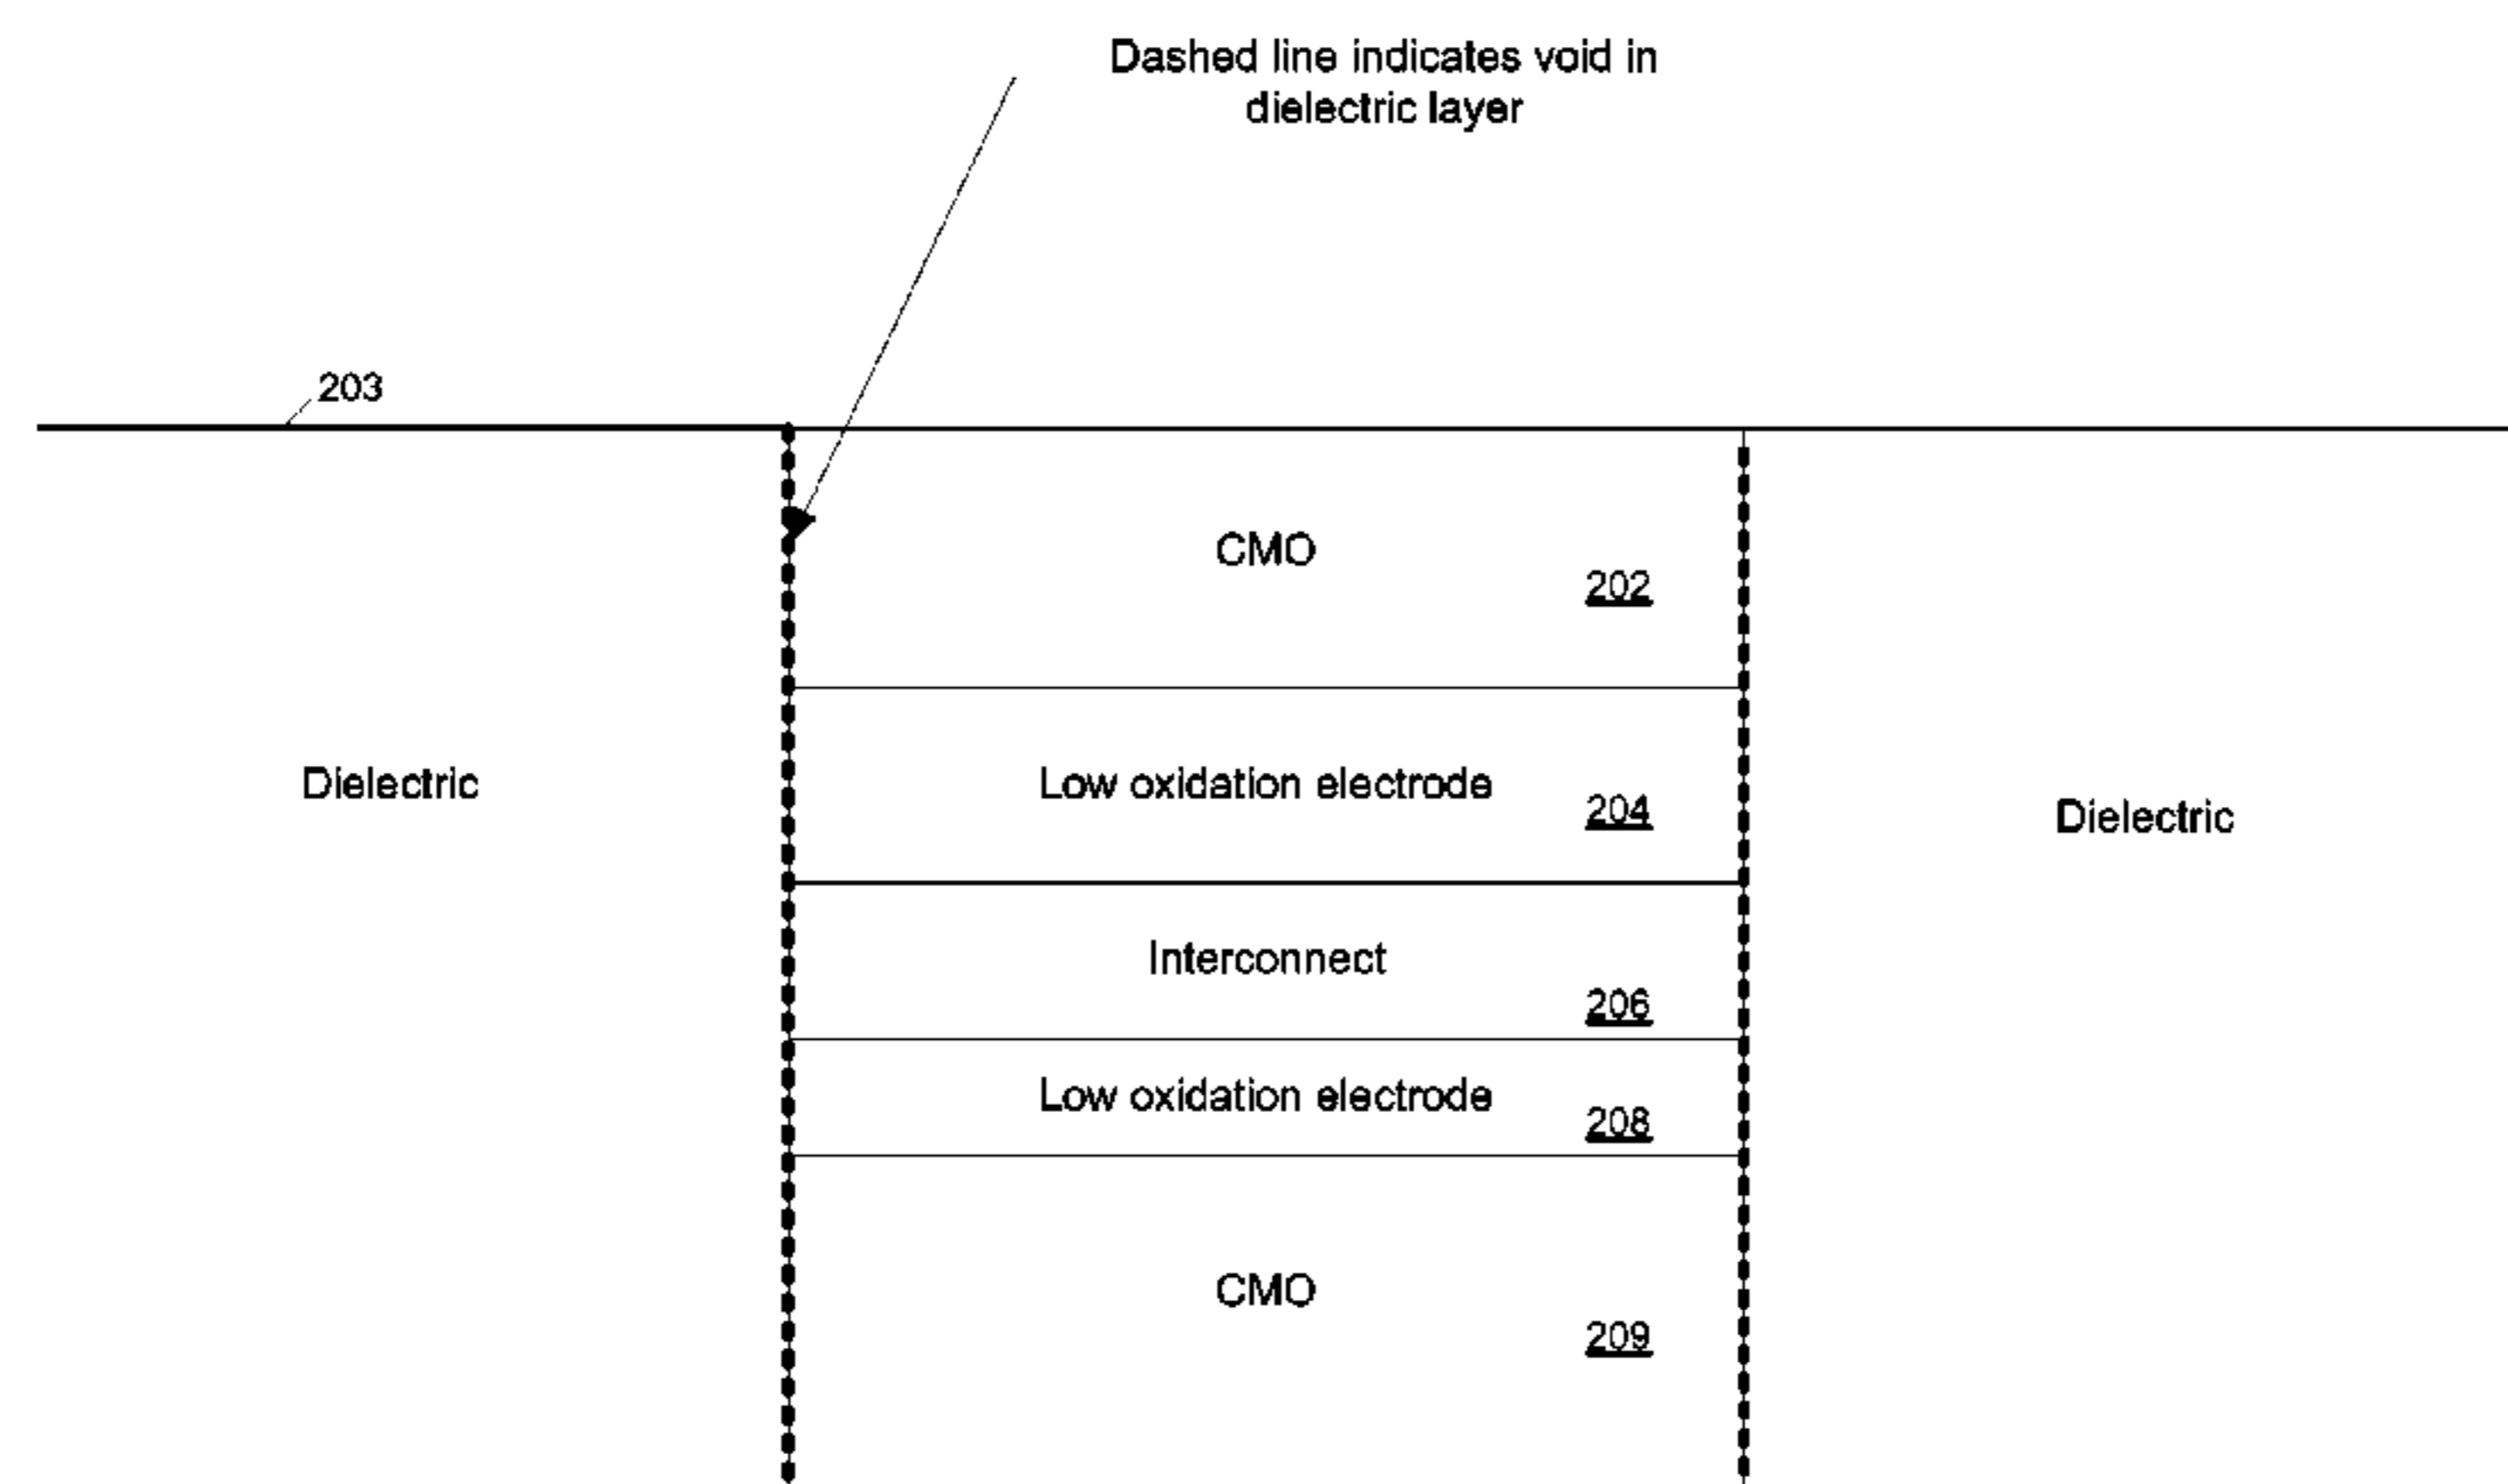 Dashed line indicates void in
dielectric layer
203
CMO
202
Dielectric
Low oxidation electrode
204
Dielectric
Interconnect
206
Low oxidation electrode
208
CMO
209